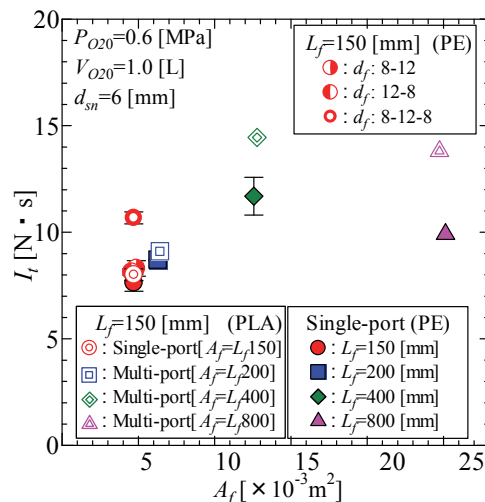 P_O20=0.6 [MPa]
V_O20=1.0 [L]
d_sn=6 [mm]
L_f=150 [mm] (PE)
: d_f: 8-12
: d_f: 12-8
: d_f: 8-12-8
20
15
10
5
0
I_t [N・s]
L_f=150 [mm] (PLA)
: Single-port[A_f=L_f150]
: Multi-port[A_f=L_f200]
: Multi-port[A_f=L_f400]
: Multi-port[A_f=L_f800]
Single-port (PE)
: L_f=150 [mm]
: L_f=200 [mm]
: L_f=400 [mm]
: L_f=800 [mm]
5 10 15 20 25
A_f [×10⁻³m²]